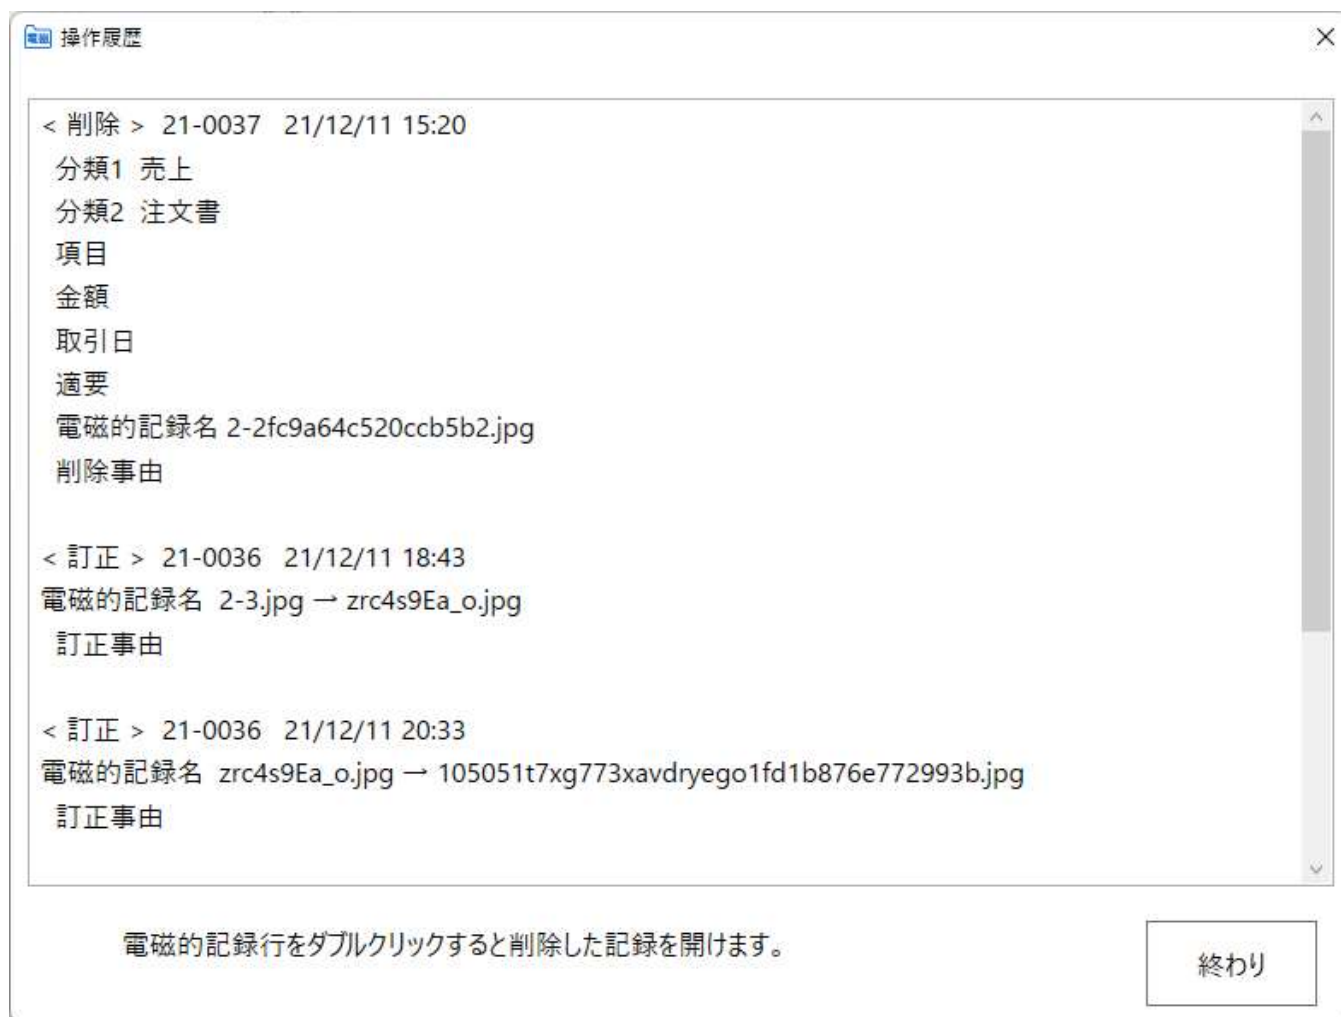 電磁 操作履歴
< 削除 > 21-0037 21/12/11 15:20
分類1 売上
分類2 注文書
項目
金額
取引日
適要
電磁的記録名 2-2fc9a64c520ccb5b2.jpg
削除事由
< 訂正 > 21-0036 21/12/11 18:43
電磁的記録名 2-3.jpg → zrc4s9Ea_o.jpg
訂正事由
< 訂正 > 21-0036 21/12/11 20:33
電磁的記録名 zrc4s9Ea_o.jpg → 105051t7xg773xavdryego1fd1b876e772993b.jpg
訂正事由
電磁的記録行をダブルクリックすると削除した記録を開けます。
終わり